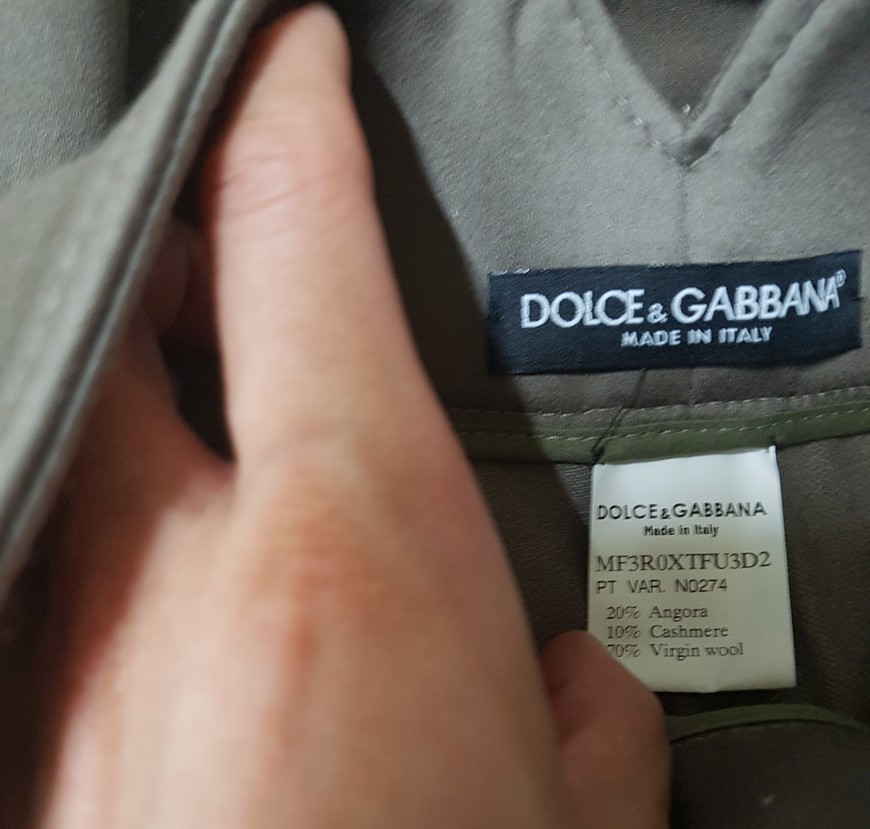 DOLCE & GABBANA®
MADE IN ITALY
DOLCE & GABBANA
Made in Italy
MF3R0XTFU3D2
PT VAR. N0274
20% Angora
10% Cashmere
70% Virgin wool